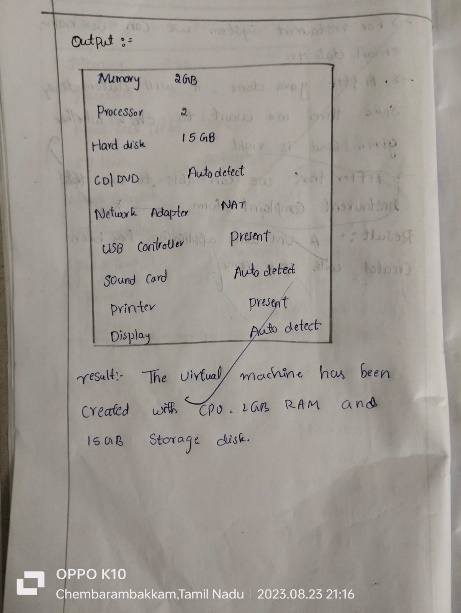 Output :-
Memory 2GB
Processor 2
Hard disk 15GB
CD/DVD Auto detect
Network Adapter NAT
USB Controller Present
Sound Card Auto detect
Printer present
Display Auto detect
result:- The virtual machine has been
Created with CPU. 2GB RAM and
15GB Storage disk.
OPPO K10
Chembarambakkam,Tamil Nadu | 2023.08.23 21:16